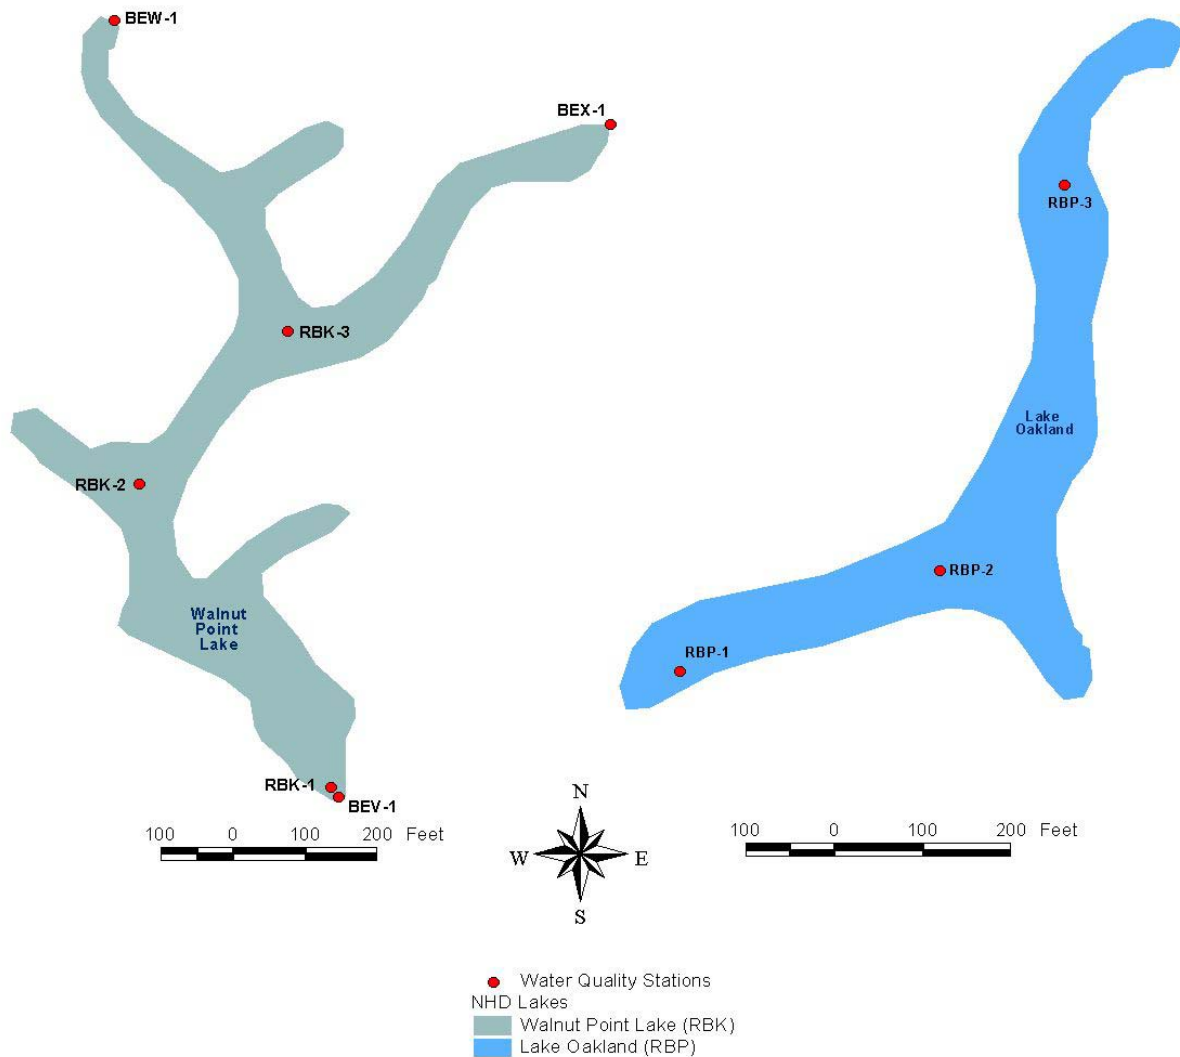 BEW-1
BEX-1
RBP-3
RBK-3
Lake
Oakland
RBK-2
RBP-2
Walnut
Point
Lake
RBP-1
RBK-1
BEV-1
N
W E
S
100 0 100 200 Feet
100 0 100 200 Feet
Water Quality Stations
NHD Lakes
Walnut Point Lake (RBK)
Lake Oakland (RBP)